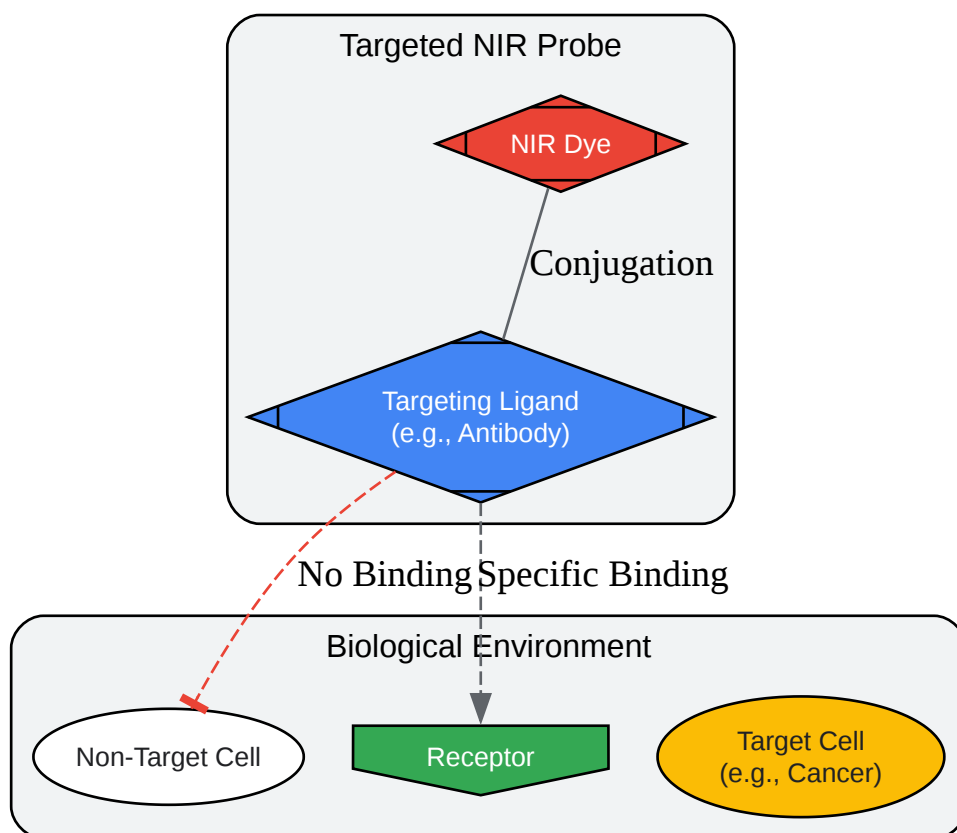 Targeted NIR Probe
NIR Dye
Conjugation
Targeting Ligand
(e.g., Antibody)
No Binding
Specific Binding
Biological Environment
Non-Target Cell
Receptor
Target Cell
(e.g., Cancer)